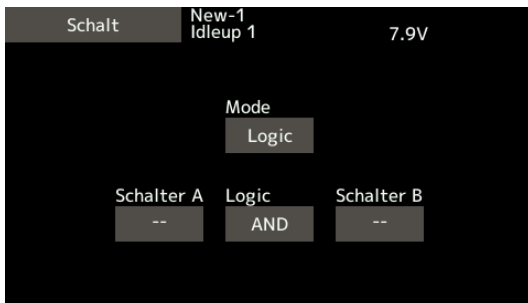 Schalt
New-1
Idleup 1
7.9V
Mode
Logic
Schalter A Logic Schalter B
-- AND --